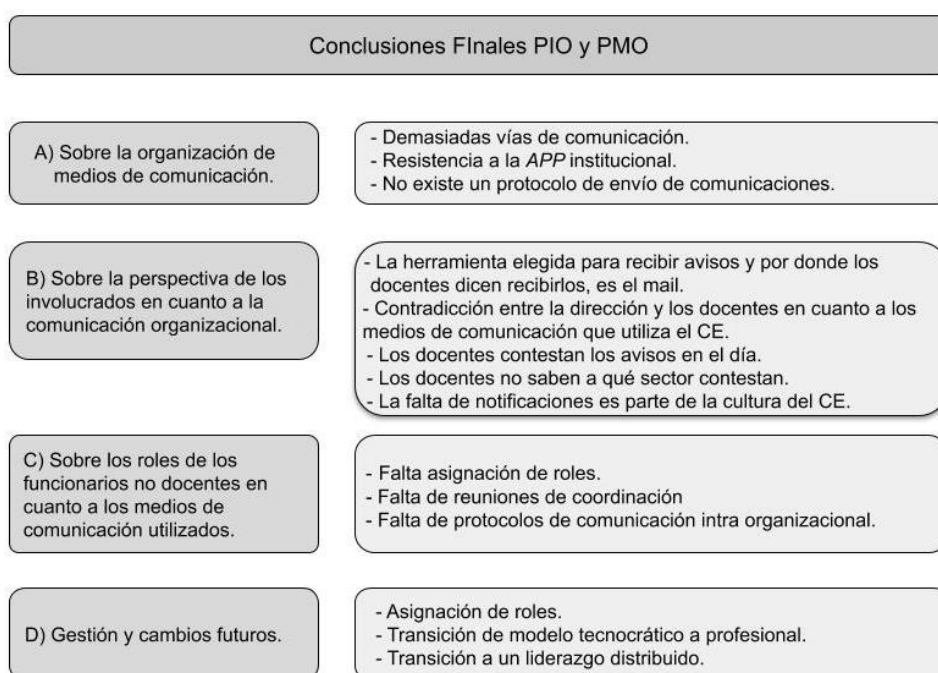 Conclusiones FInales PIO y PMO
A) Sobre la organización de
medios de comunicación.
- Demasiadas vías de comunicación.
- Resistencia a la APP institucional.
- No existe un protocolo de envío de comunicaciones.
B) Sobre la perspectiva de los
involucrados en cuanto a la
comunicación organizacional.
- La herramienta elegida para recibir avisos y por donde los
docentes dicen recibirlos, es el mail.
- Contradicción entre la dirección y los docentes en cuanto a los
medios de comunicación que utiliza el CE.
- Los docentes contestan los avisos en el día.
- Los docentes no saben a qué sector contestan.
- La falta de notificaciones es parte de la cultura del CE.
C) Sobre los roles de los
funcionarios no docentes en
cuanto a los medios de
comunicación utilizados.
- Falta asignación de roles.
- Falta de reuniones de coordinación
- Falta de protocolos de comunicación intra organizacional.
D) Gestión y cambios futuros.
- Asignación de roles.
- Transición de modelo tecnocrático a profesional.
- Transición a un liderazgo distribuido.